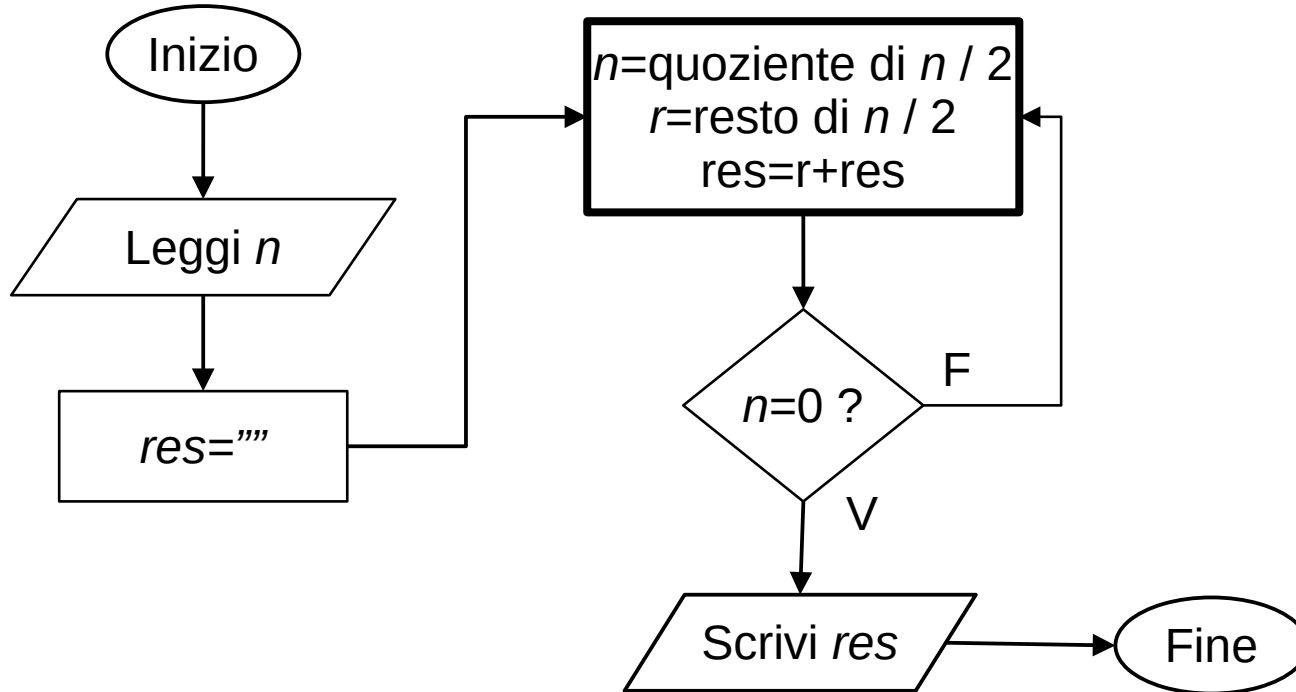 Inizio
Leggi n
res=””
n=quoziente di n / 2
r=resto di n / 2
res=r+res
n=0 ?
F
V
Scrivi res
Fine